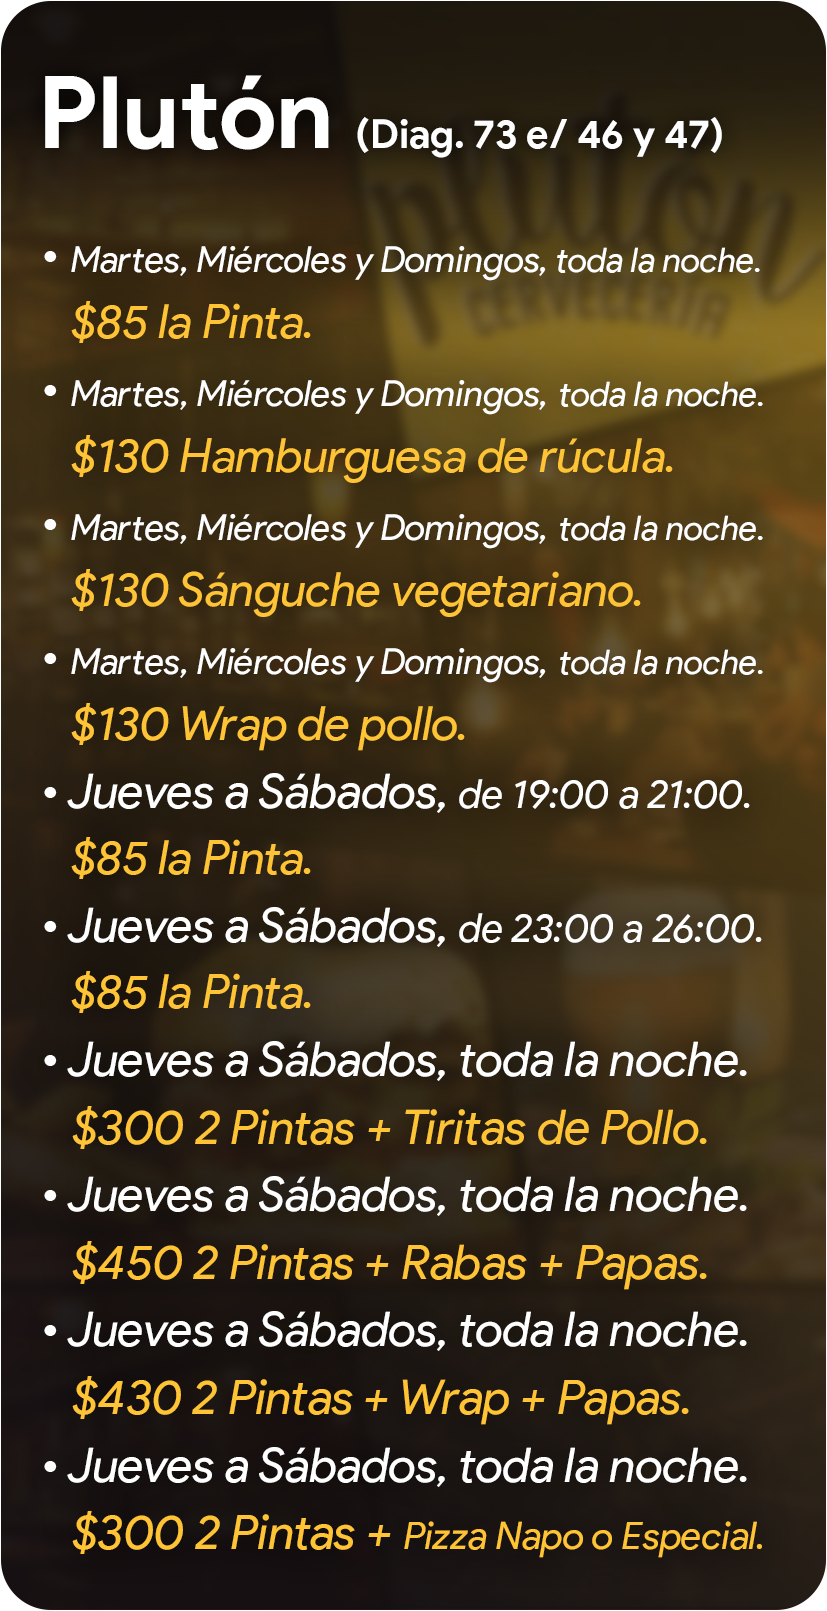 Plutón (Diag. 73 e/ 46 y 47)
plutón
CERVECERÍA
• Martes, Miércoles y Domingos, toda la noche.
$85 la Pinta.
• Martes, Miércoles y Domingos, toda la noche.
$130 Hamburguesa de rúcula.
• Martes, Miércoles y Domingos, toda la noche.
$130 Sánguche vegetariano.
• Martes, Miércoles y Domingos, toda la noche.
$130 Wrap de pollo.
• Jueves a Sábados, de 19:00 a 21:00.
$85 la Pinta.
• Jueves a Sábados, de 23:00 a 26:00.
$85 la Pinta.
• Jueves a Sábados, toda la noche.
$300 2 Pintas + Tiritas de Pollo.
• Jueves a Sábados, toda la noche.
$450 2 Pintas + Rabas + Papas.
• Jueves a Sábados, toda la noche.
$430 2 Pintas + Wrap + Papas.
• Jueves a Sábados, toda la noche.
$300 2 Pintas + Pizza Napo o Especial.